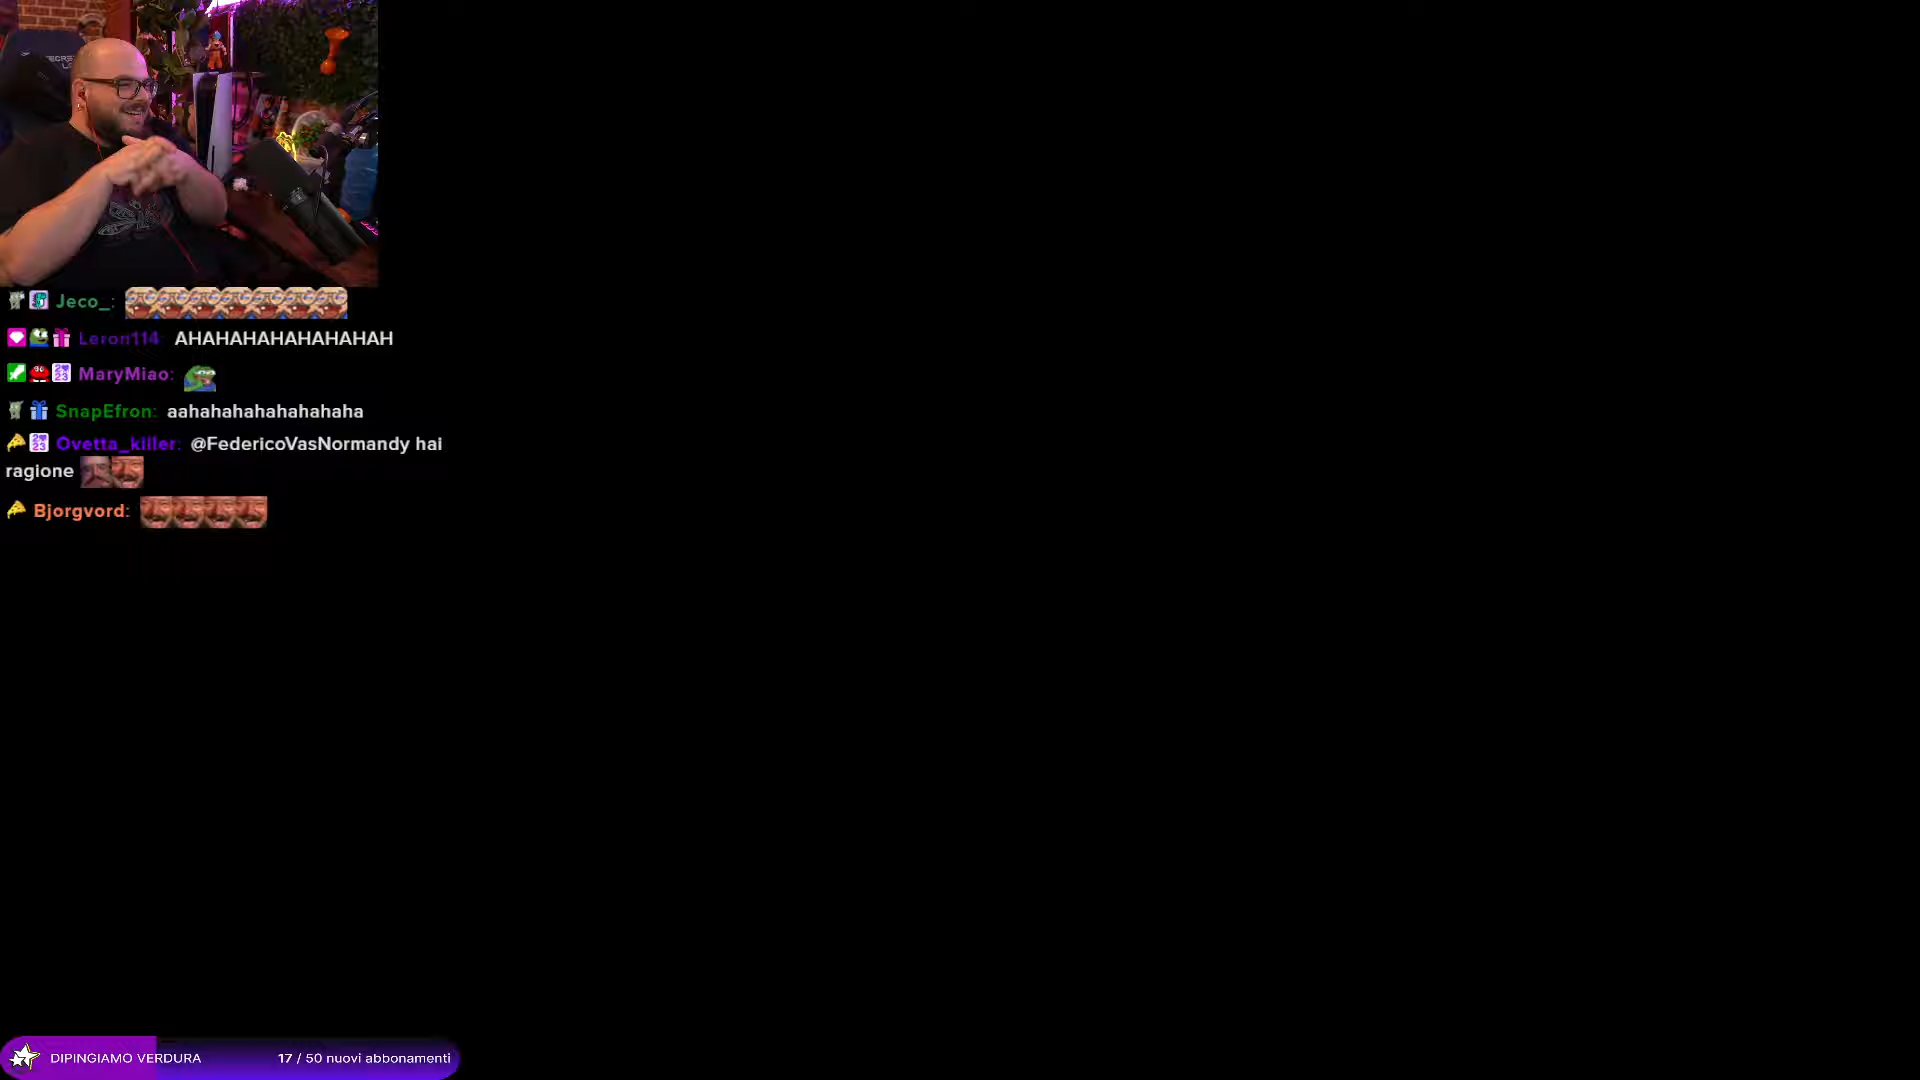 Jeco_:
Leron114: AHAHAHAHAHAHAHAH
MaryMiao:
SnapEfron: aahahahahahahahaha
Ovetta_killer: @FedericoVasNormandy hai
ragione
Bjorgvord:
DIPINGIAMO VERDURA 17 / 50 nuovi abbonamenti